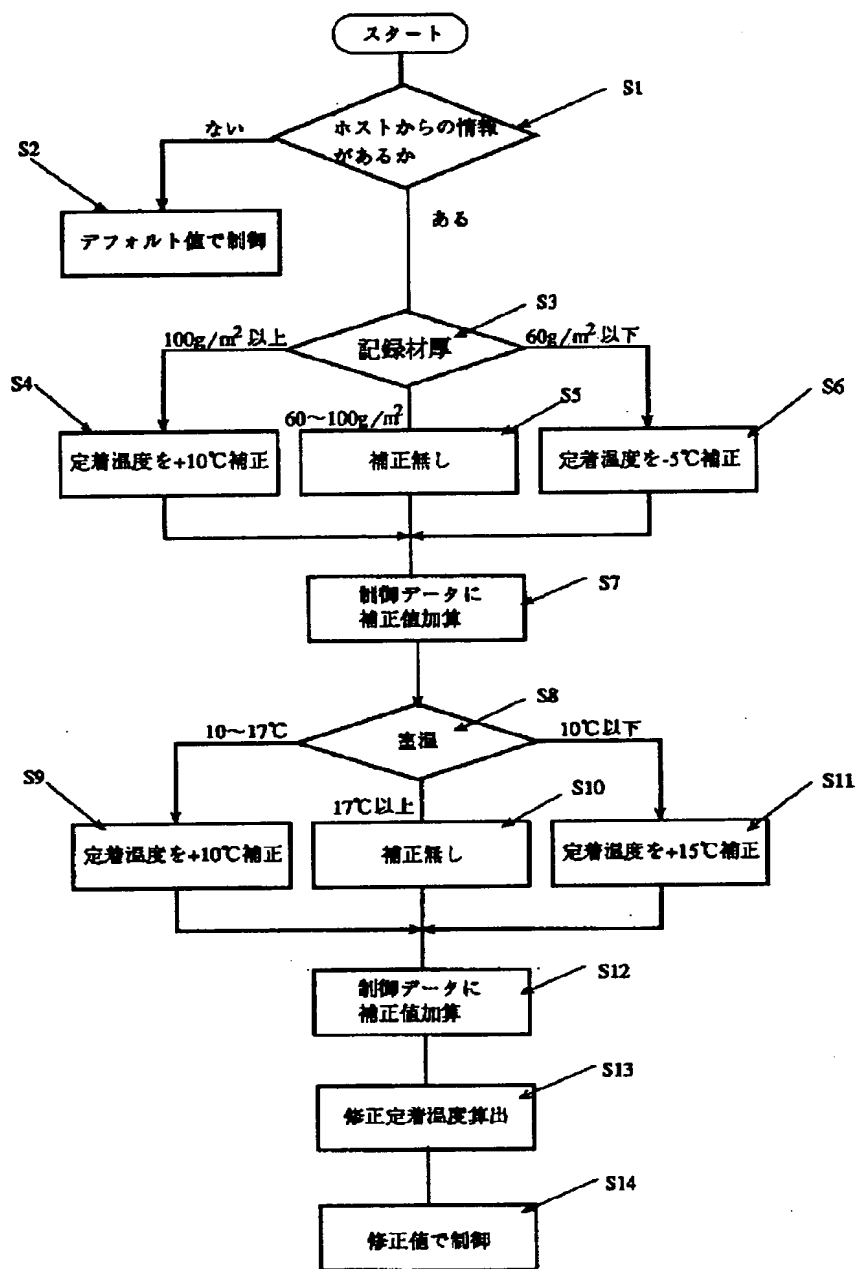 スタート
S1
ホストからの情報
があるか
ない
S2
デフォルト値で制御
ある
S3
記録材厚
100g/m² 以上
60g/m² 以下
S4
60～100g/m²
S5
S6
定着温度を+10℃補正
補正無し
定着温度を-5℃補正
S7
制御データに
補正値加算
S8
室温
10～17℃
10℃以下
S9
17℃以上
S10
S11
定着温度を+10℃補正
補正無し
定着温度を+15℃補正
S12
制御データに
補正値加算
S13
修正定着温度算出
S14
修正値で制御